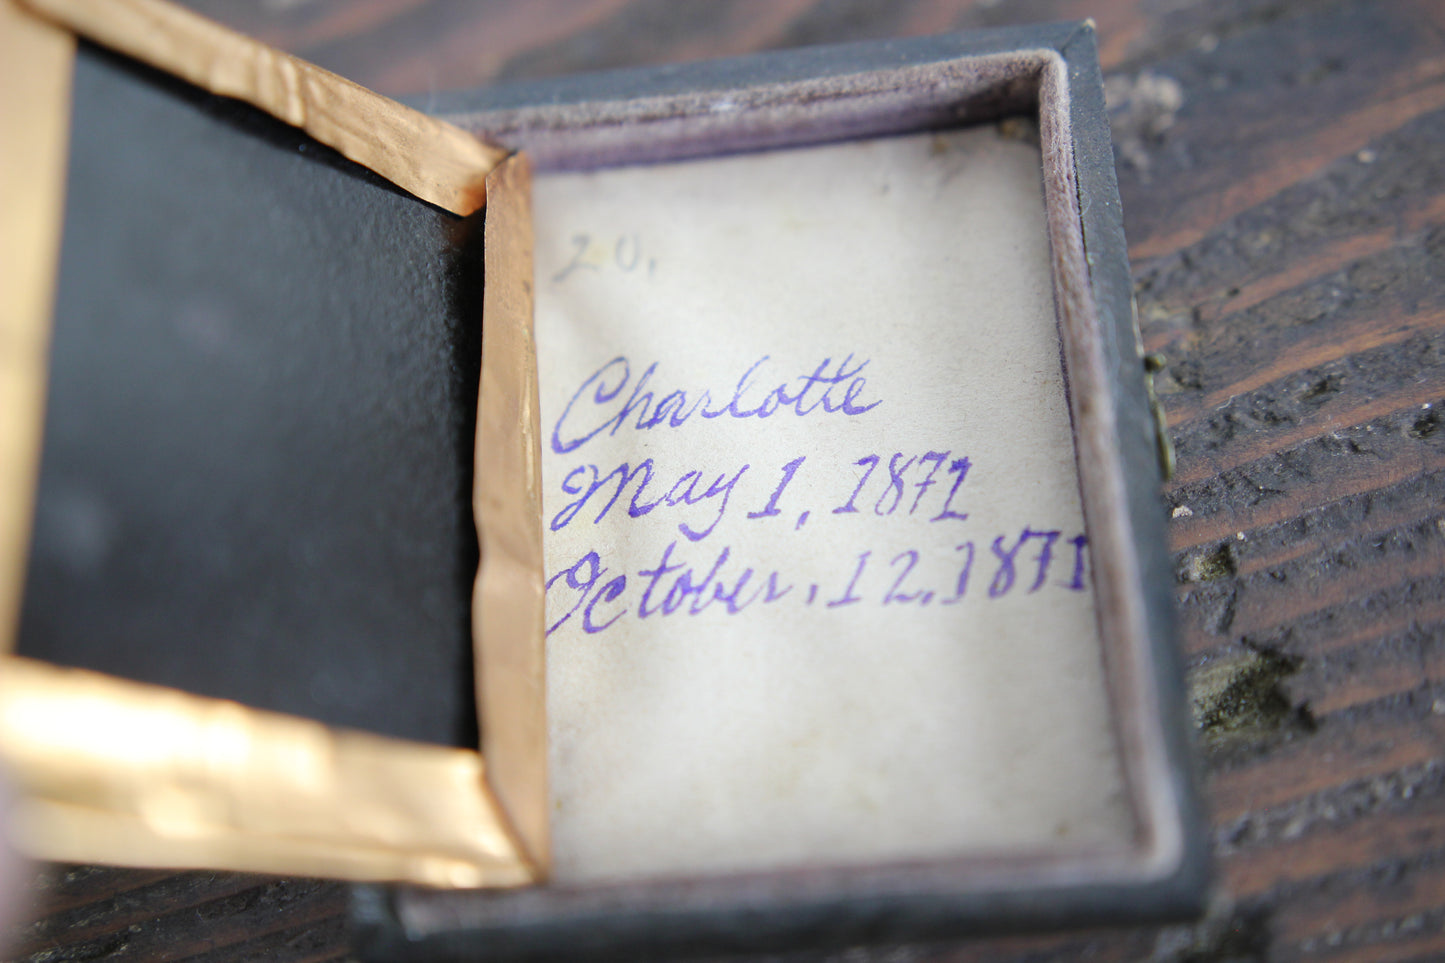 20.
Charlotte
May 1, 1871
October, 12, 1871